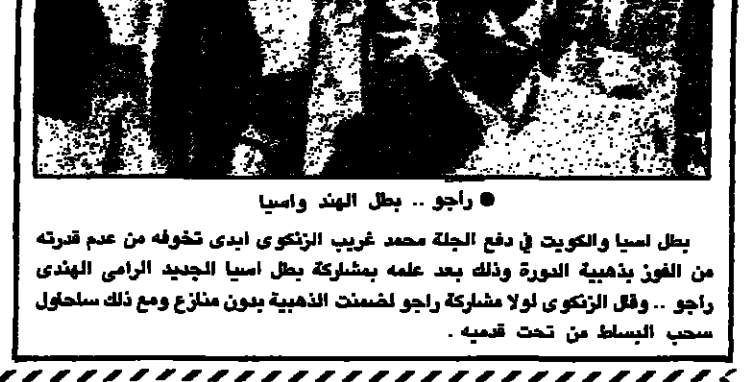 ● راجو .. بطل الهند واسيا
بطل اسيا والكويت في دفع الجلة محمد غريب الزنكوى ابدى تخوفه من عدم قدرته
من الفوز بذهبية الدورة وذلك بعد علمه بمشاركة بطل اسيا الجديد الرامى الهندى
راجو .. وقال الزنكوى لولا مشاركة راجو لضمنت الذهبية بدون منازع ومع ذلك ساحاول
سحب البساط من تحت قدميه .